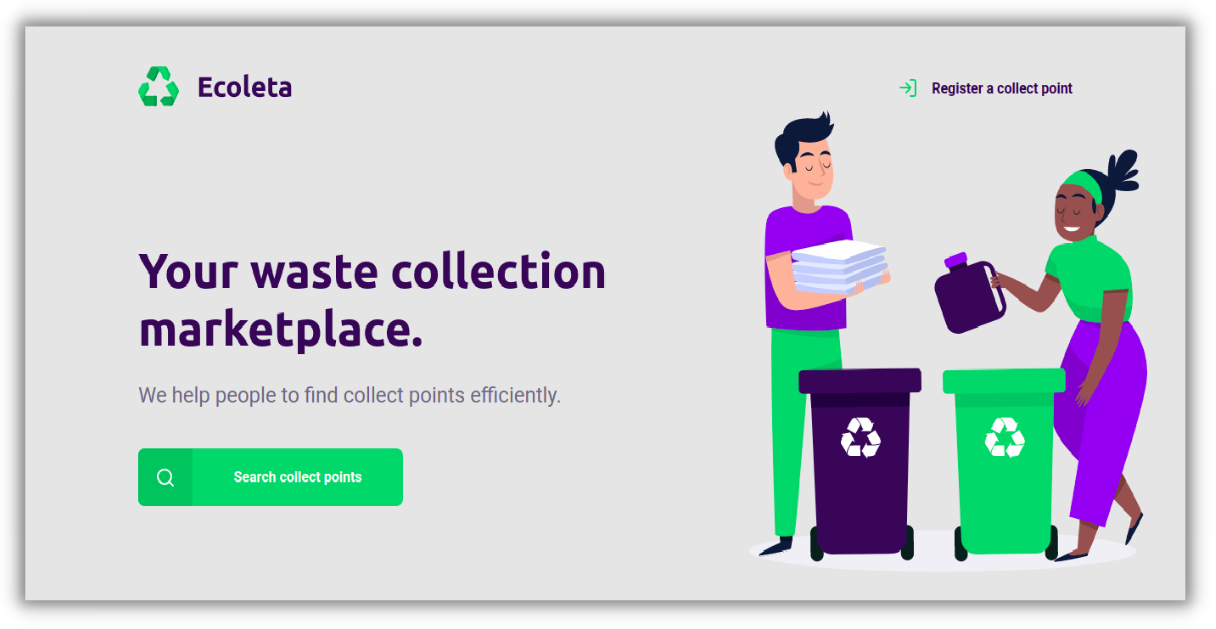 Ecoleta
Register a collect point
Your waste collection
marketplace.
We help people to find collect points efficiently.
Search collect points